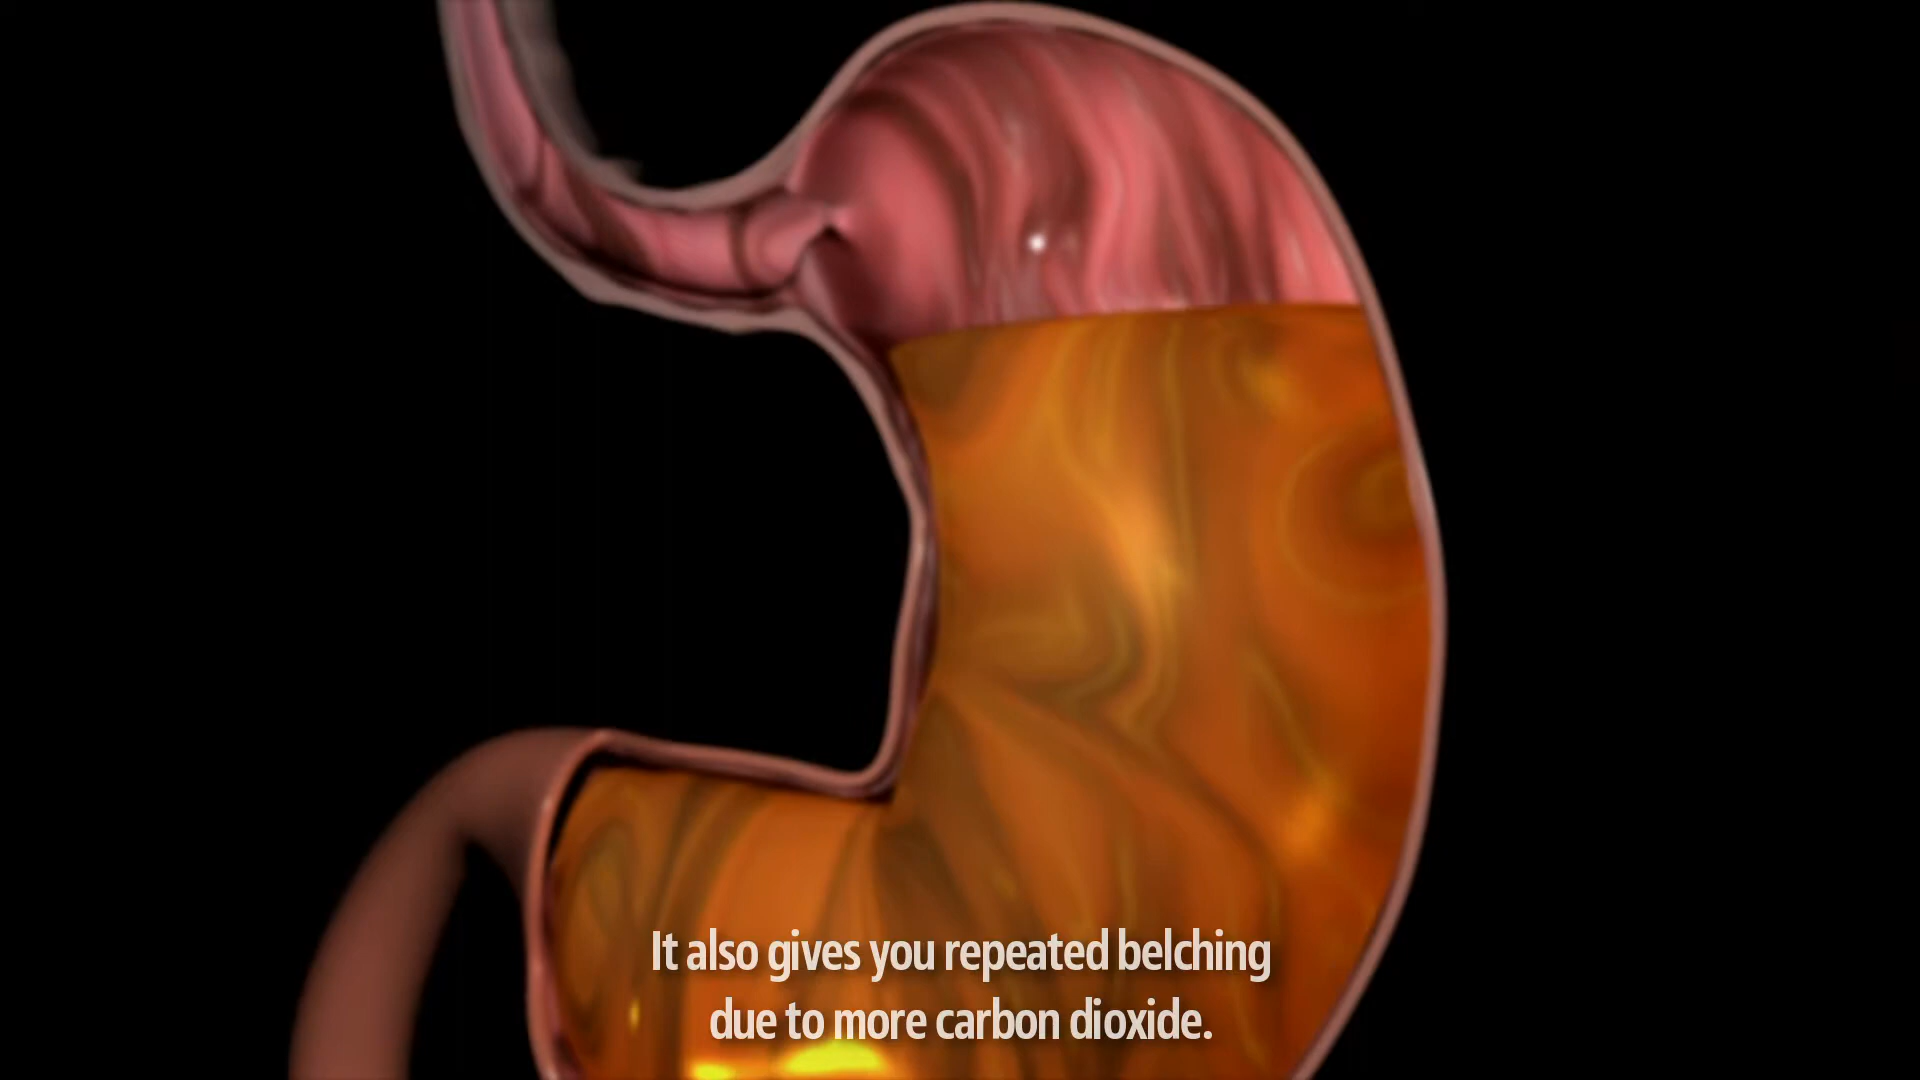 It also gives you repeated belching
due to more carbon dioxide.